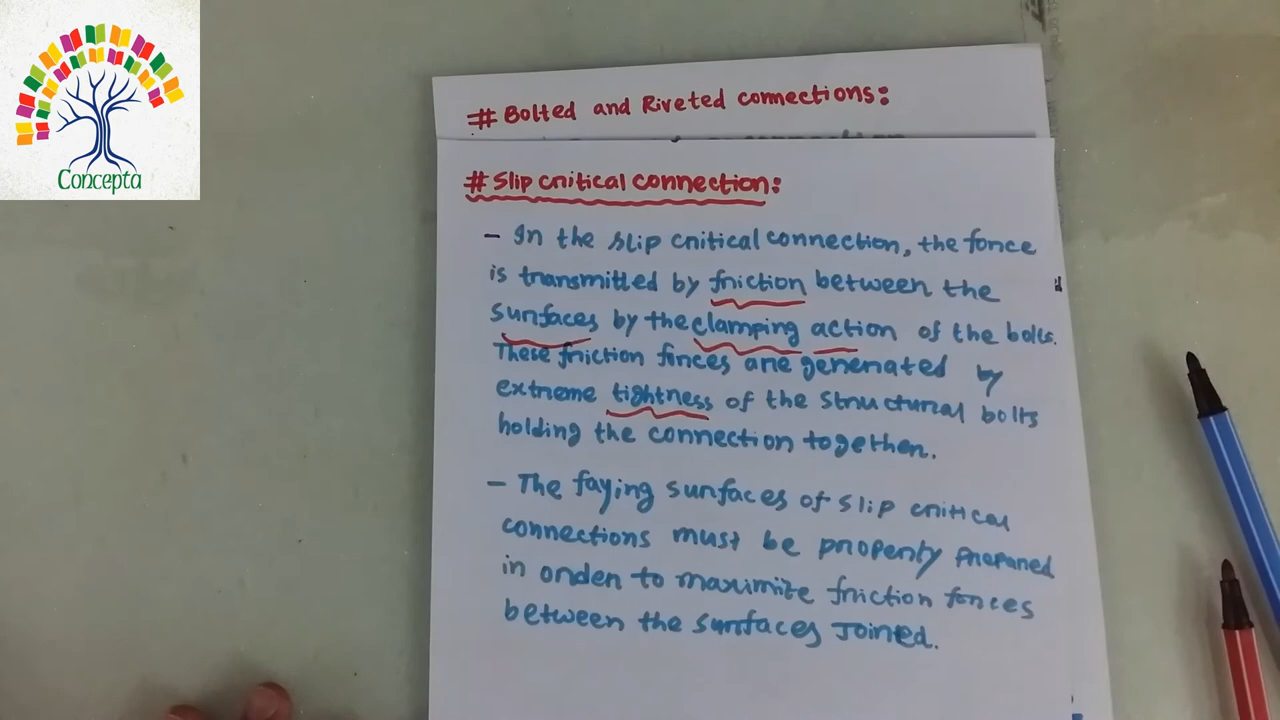 Concepta
# Bolted and Riveted connections:
# Slip critical connection:
- In the slip critical connection, the force
is transmitted by friction between the
surfaces by the clamping action of the bolts.
These friction forces are generated by
extreme tightness of the structural bolts
holding the connection together.
- The faying surfaces of slip critical
connections must be properly prepared
in order to maximize friction forces
between the surfaces joined.